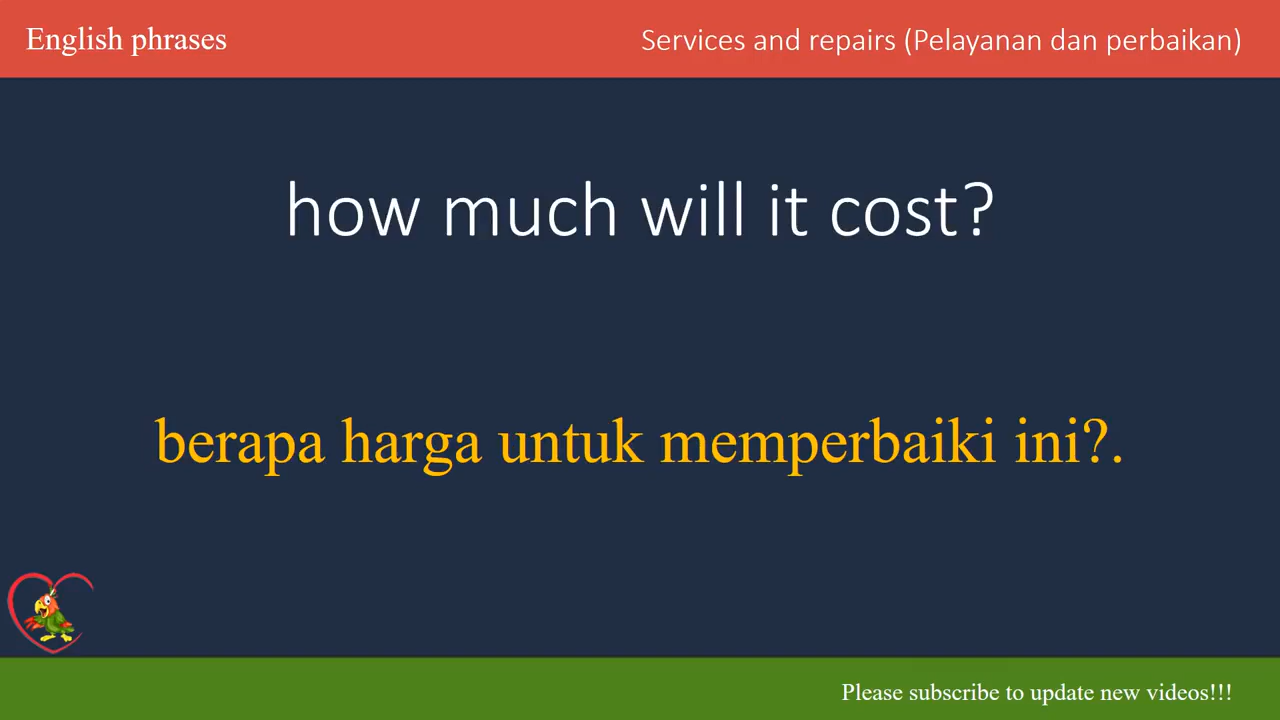 English phrases
Services and repairs (Pelayanan dan perbaikan)
how much will it cost?
berapa harga untuk memperbaiki ini?.
Please subscribe to update new videos!!!